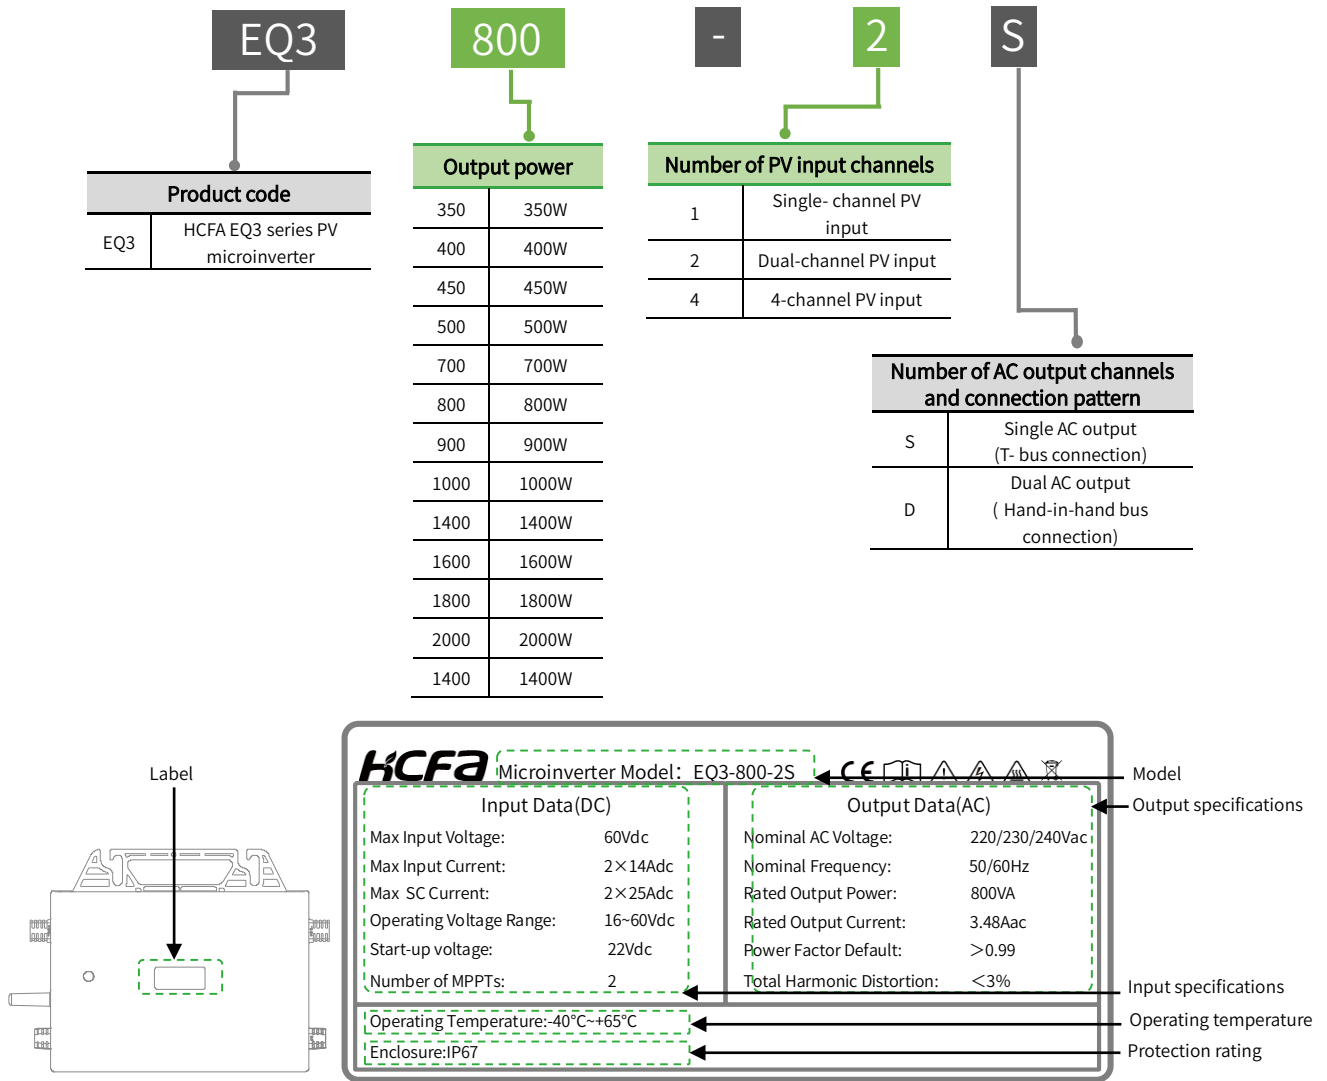 EQ3 800 - 2 S
Product code
EQ3 HCFA EQ3 series PV
microinverter
Output power
350 350W
400 400W
450 450W
500 500W
700 700W
800 800W
900 900W
1000 1000W
1400 1400W
1600 1600W
1800 1800W
2000 2000W
1400 1400W
Number of PV input channels
1 Single- channel PV
input
2 Dual-channel PV input
4 4-channel PV input
Number of AC output channels
and connection pattern
S Single AC output
(T- bus connection)
D Dual AC output
( Hand-in-hand bus
connection)
Label
HCFA Microinverter Model: EQ3-800-2S CE
Model
Input Data(DC)
Max Input Voltage: 60Vdc
Max Input Current: 2×14Adc
Max SC Current: 2×25Adc
Operating Voltage Range: 16~60Vdc
Start-up voltage: 22Vdc
Number of MPPTs: 2
Output Data(AC)
Nominal AC Voltage: 220/230/240Vac
Nominal Frequency: 50/60Hz
Rated Output Power: 800VA
Rated Output Current: 3.48Aac
Power Factor Default: >0.99
Total Harmonic Distortion: <3%
Operating Temperature:-40°C~+65°C
Enclosure:IP67
Output specifications
Input specifications
Operating temperature
Protection rating